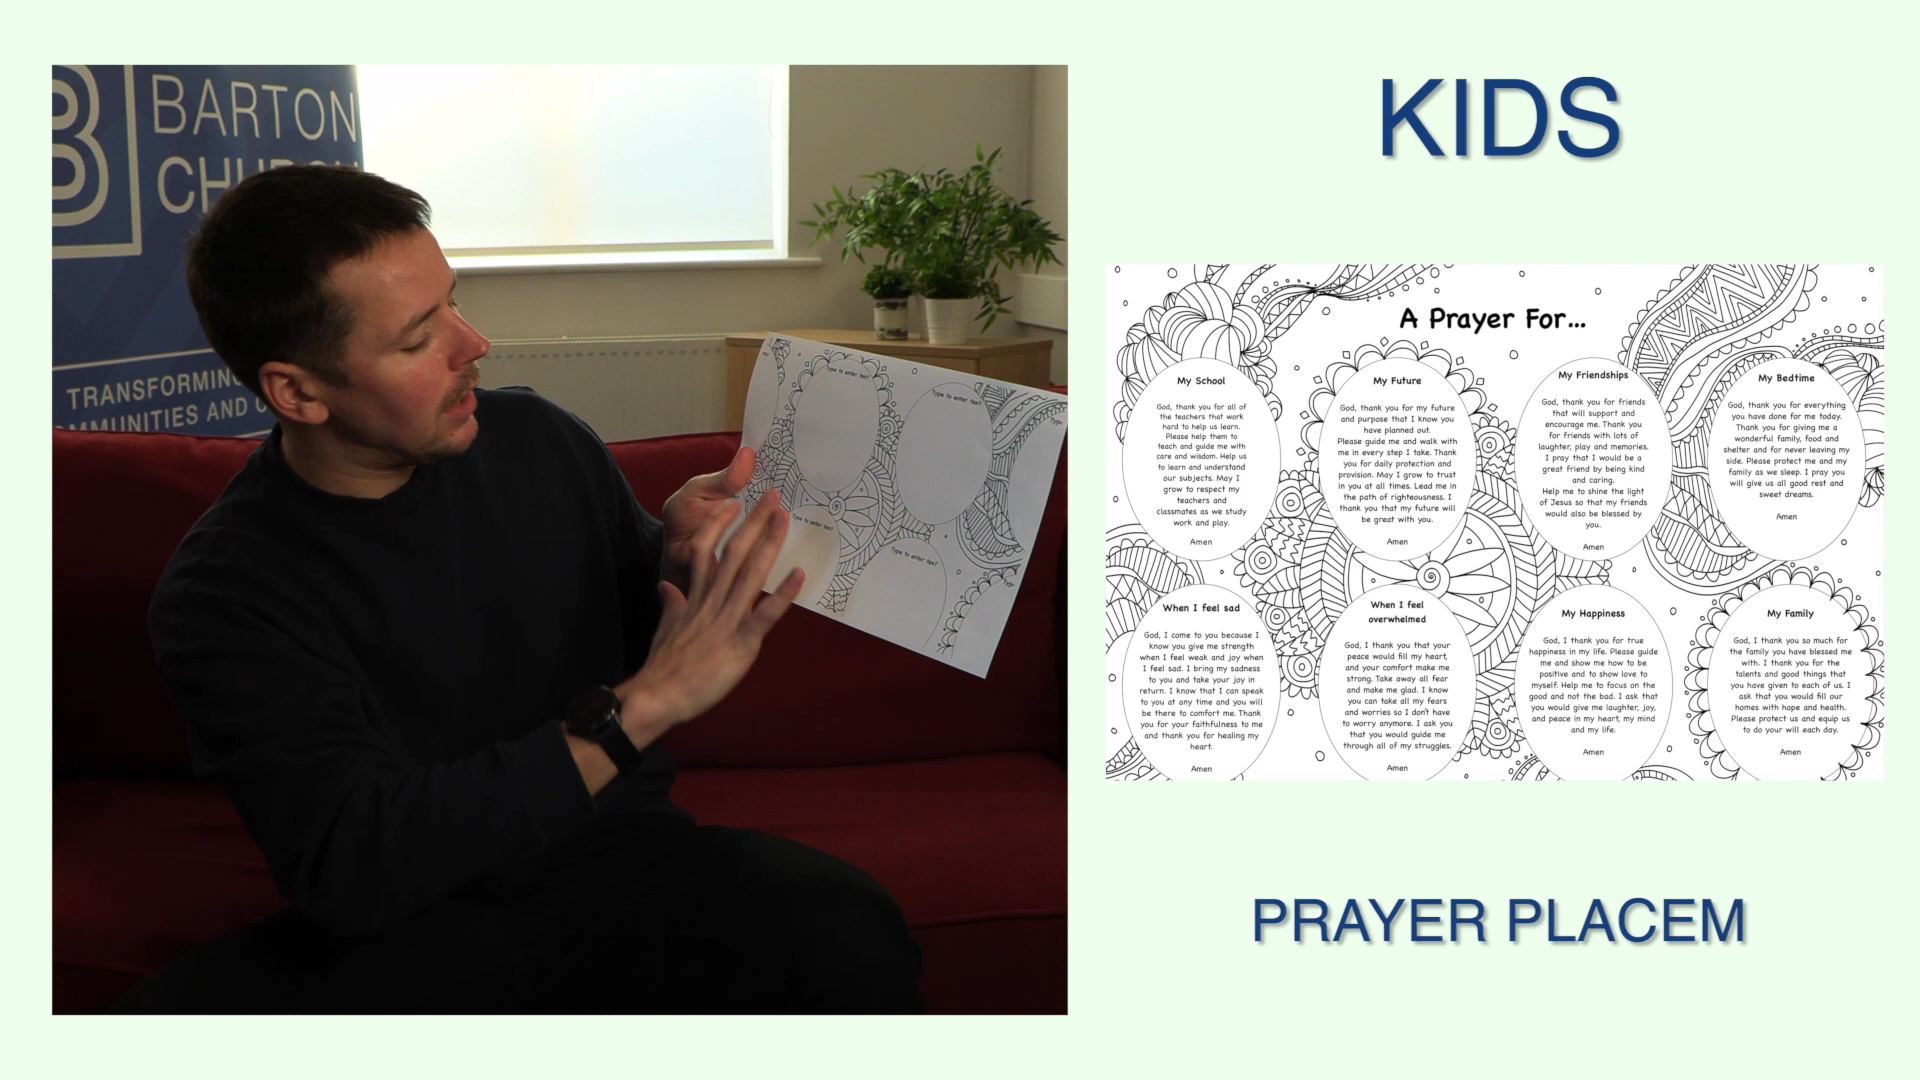 BARTON
TRANSFORMING
KIDS
Type to enter text
Type to enter text
Type to enter text
Type to enter text
A Prayer For...
My School
God, thank you for all of
the teachers that work
hard to help us learn.
Please help them to
teach and guide me with
care and wisdom. Help us
to learn and understand
our subjects. May I
grow to respect my
teachers and
classmates as we study
work and play.
Amen
My Future
God, thank you for my future
and purpose that I know you
have planned out.
Please guide me and walk with
me in every step I take. Thank
you for daily protection and
provision. May I grow to trust
in you at all times. Lead me in
the path of righteousness. I
thank you that my future will
be great with you.
Amen
My Friendships
God, thank you for friends
that will support and
encourage me. Thank you
for friends with lots of
laughter, play and memories.
I pray that I would be a
great friend by being kind
and caring.
Help me to shine the light
of Jesus so that my friends
would also be blessed by
you.
Amen
My Bedtime
God, thank you for everything
you have done for me today.
Thank you for giving me a
wonderful family, food and
shelter and for never leaving my
side. Please protect me and my
family as we sleep. I pray you
will give us all good rest and
sweet dreams.
Amen
When I feel sad
God, I come to you because I
know you give me strength
when I feel weak and joy when
I feel sad. I bring my sadness
to you and take your joy in
return. I know that I can speak
to you at any time and you will
be there to comfort me. Thank
you for your faithfulness to me
and thank you for healing my
heart.
Amen
When I feel
overwhelmed
God, I thank you that your
peace would fill my heart,
and your comfort make me
strong. Take away all fear
and make me glad. I know
you can take all my fears
and worries so I don't have
to worry anymore. I ask you
that you would guide me
through all of my struggles.
Amen
My Happiness
God, I thank you for true
happiness in my life. Please guide
me and show me how to be
positive and to show love to
myself. Help me to focus on the
good and not the bad. I ask that
you would give me laughter, joy,
and peace in my heart, my mind
and my life.
Amen
My Family
God, I thank you so much for
the family you have blessed me
with. I thank you for the
talents and good things that
you have given to each of us. I
ask that you would fill our
homes with hope and health.
Please protect us and equip us
to do your will each day.
Amen
PRAYER PLACEM